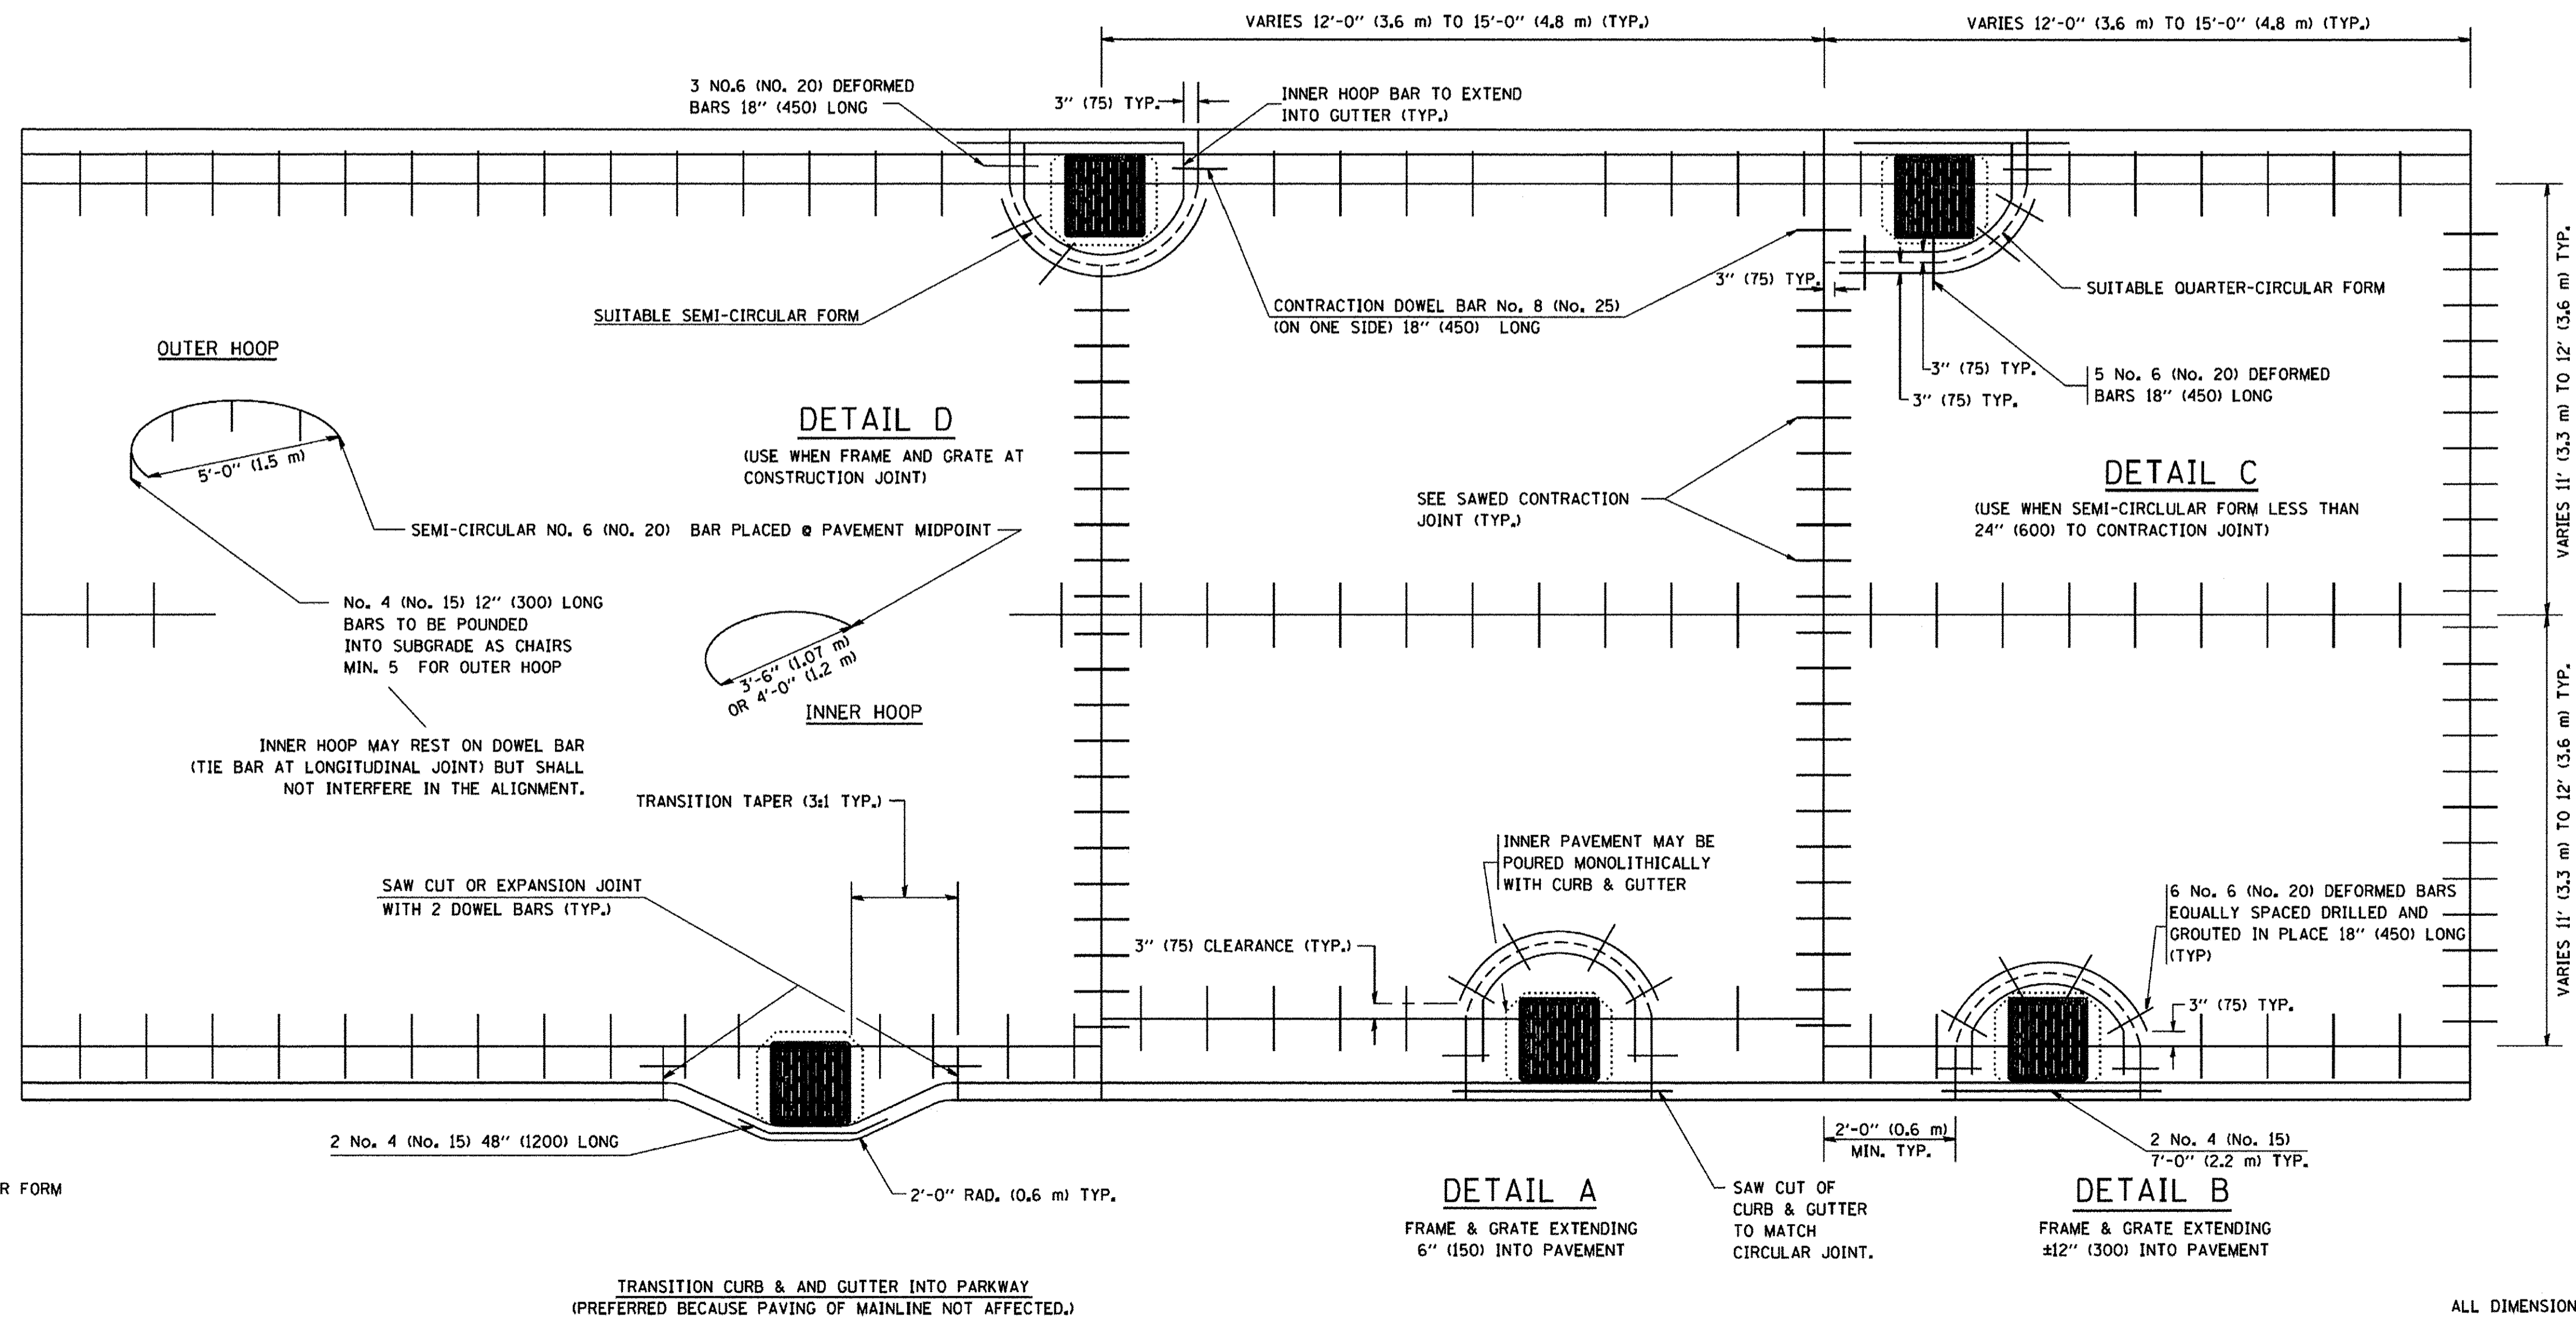 VARIES 12'-0" (3.6 m) TO 15'-0" (4.8 m) (TYP.)
VARIES 12'-0" (3.6 m) TO 15'-0" (4.8 m) (TYP.)
3 NO.6 (NO. 20) DEFORMED
BARS 18" (450) LONG
3" (75) TYP.
INNER HOOP BAR TO EXTEND
INTO GUTTER (TYP.)
SUITABLE SEMI-CIRCULAR FORM
CONTRACTION DOWEL BAR No. 8 (No. 25)
(ON ONE SIDE) 18" (450) LONG
3" (75) TYP.
SUITABLE QUARTER-CIRCULAR FORM
3" (75) TYP.
3" (75) TYP.
5 No. 6 (No. 20) DEFORMED
BARS 18" (450) LONG
VARIES 11' (3.3 m) TO 12' (3.6 m) TYP.
OUTER HOOP
5'-0" (1.5 m)
DETAIL D
(USE WHEN FRAME AND GRATE AT
CONSTRUCTION JOINT)
SEMI-CIRCULAR NO. 6 (NO. 20) BAR PLACED @ PAVEMENT MIDPOINT
SEE SAWED CONTRACTION
JOINT (TYP.)
DETAIL C
(USE WHEN SEMI-CIRCLULAR FORM LESS THAN
24" (600) TO CONTRACTION JOINT)
No. 4 (No. 15) 12" (300) LONG
BARS TO BE POUNDED
INTO SUBGRADE AS CHAIRS
MIN. 5 FOR OUTER HOOP
3'-6" (1.07 m)
OR 4'-0" (1.2 m)
INNER HOOP
INNER HOOP MAY REST ON DOWEL BAR
(TIE BAR AT LONGITUDINAL JOINT) BUT SHALL
NOT INTERFERE IN THE ALIGNMENT.
TRANSITION TAPER (3:1 TYP.)
SAW CUT OR EXPANSION JOINT
WITH 2 DOWEL BARS (TYP.)
INNER PAVEMENT MAY BE
POURED MONOLITHICALLY
WITH CURB & GUTTER
3" (75) CLEARANCE (TYP.)
6 No. 6 (No. 20) DEFORMED BARS
EQUALLY SPACED DRILLED AND
GROUTED IN PLACE 18" (450) LONG
(TYP)
3" (75) TYP.
VARIES 11' (3.3 m) TO 12' (3.6 m) TYP.
2 No. 4 (No. 15) 48" (1200) LONG
2'-0" RAD. (0.6 m) TYP.
2'-0" (0.6 m)
MIN. TYP.
2 No. 4 (No. 15)
7'-0" (2.2 m) TYP.
R FORM
DETAIL A
FRAME & GRATE EXTENDING
6" (150) INTO PAVEMENT
SAW CUT OF
CURB & GUTTER
TO MATCH
CIRCULAR JOINT.
DETAIL B
FRAME & GRATE EXTENDING
±12" (300) INTO PAVEMENT
TRANSITION CURB & AND GUTTER INTO PARKWAY
(PREFERRED BECAUSE PAVING OF MAINLINE NOT AFFECTED.)
ALL DIMENSION